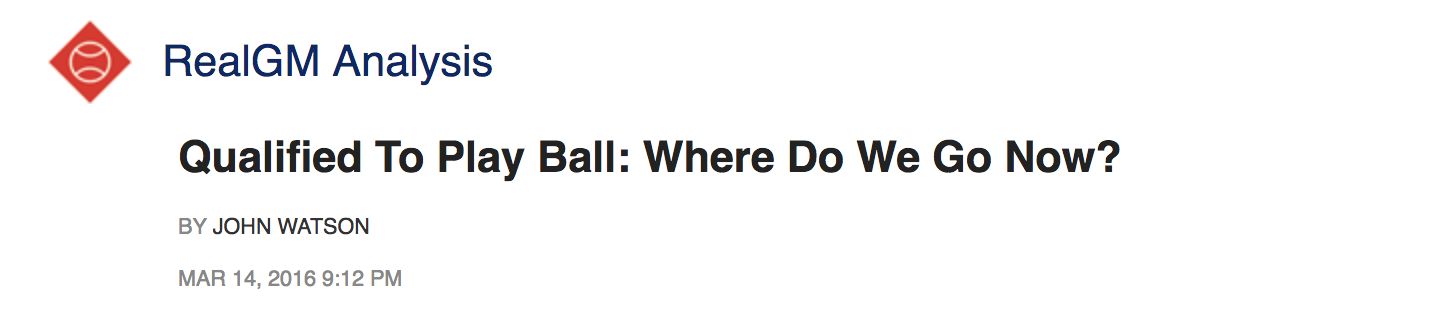 RealGM Analysis
Qualified To Play Ball: Where Do We Go Now?
BY JOHN WATSON
MAR 14, 2016 9:12 PM